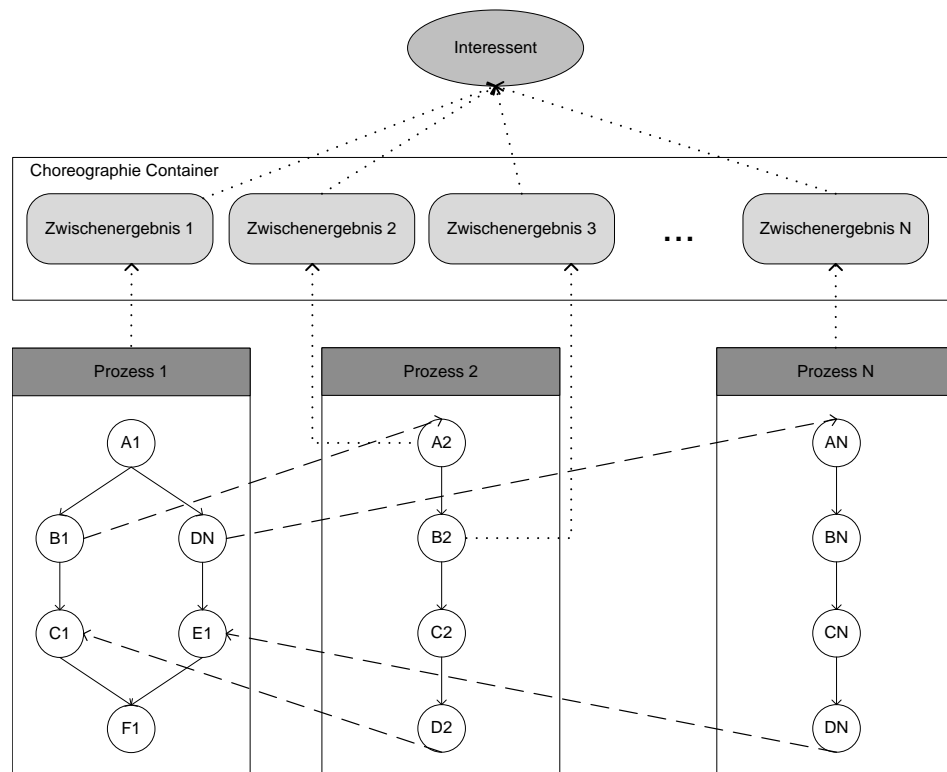 Interessent
Choreographie Container
Zwischenergebnis 1
Zwischenergebnis 2
Zwischenergebnis 3
...
Zwischenergebnis N
Prozess 1
Prozess 2
Prozess N
A1
A2
AN
B1
DN
B2
BN
C1
E1
C2
CN
F1
D2
DN